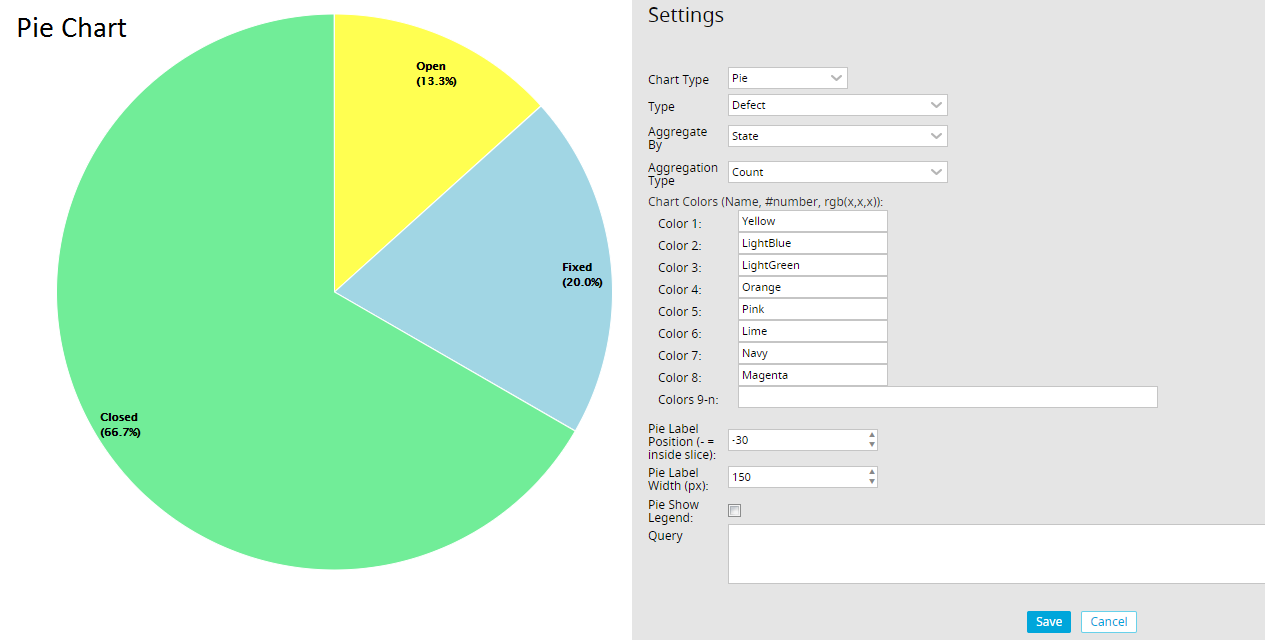 Pie Chart
Open
(13.3%)
Fixed
(20.0%)
Closed
(66.7%)
Settings
Chart Type
Pie
Type
Defect
Aggregate
By
State
Aggregation
Type
Count
Chart Colors (Name, #number, rgb(x,x,x)):
Color 1:
Yellow
Color 2:
LightBlue
Color 3:
LightGreen
Color 4:
Orange
Color 5:
Pink
Color 6:
Lime
Color 7:
Navy
Color 8:
Magenta
Colors 9-n:
Pie Label
Position (- =
inside slice):
-30
Pie Label
Width (px):
150
Pie Show
Legend:
Query
Save
Cancel